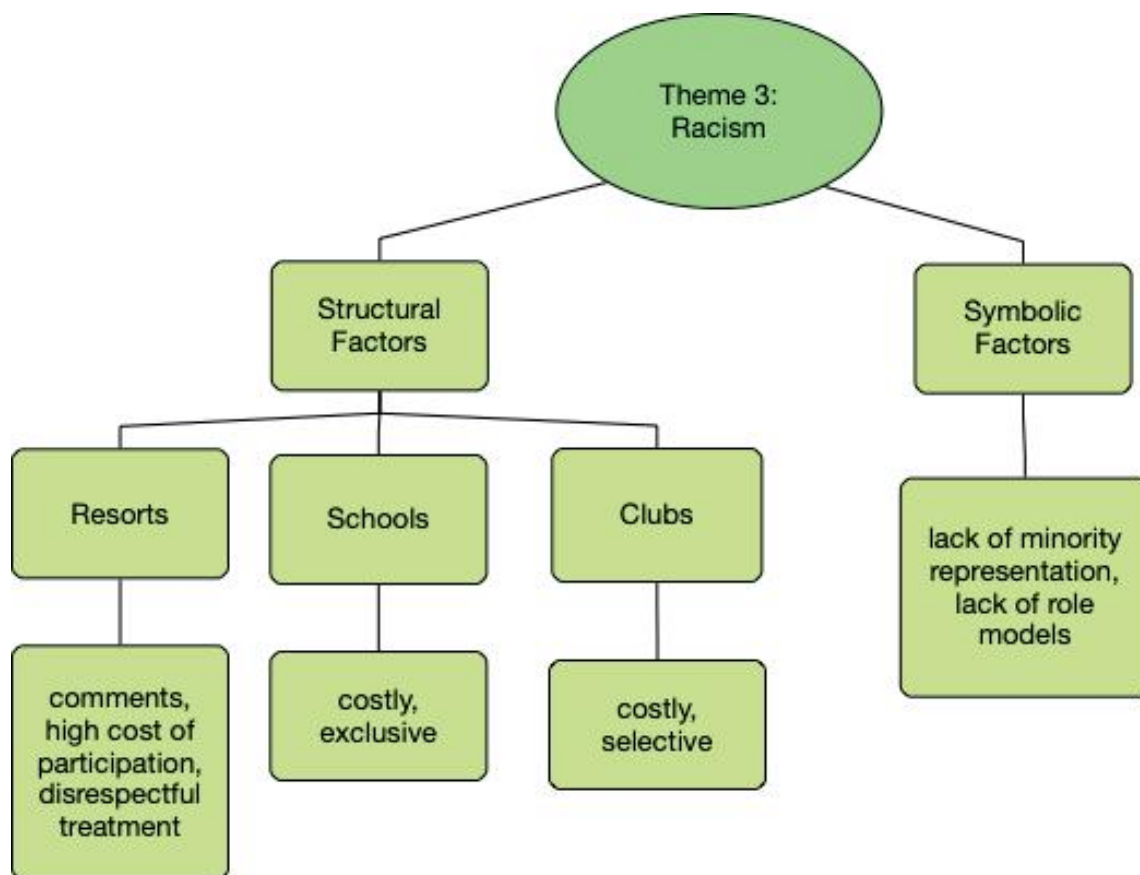 Theme 3:
Racism
Structural
Factors
Symbolic
Factors
Resorts
Schools
Clubs
lack of minority
representation,
lack of role
models
comments,
high cost of
participation,
disrespectful
treatment
costly,
exclusive
costly,
selective